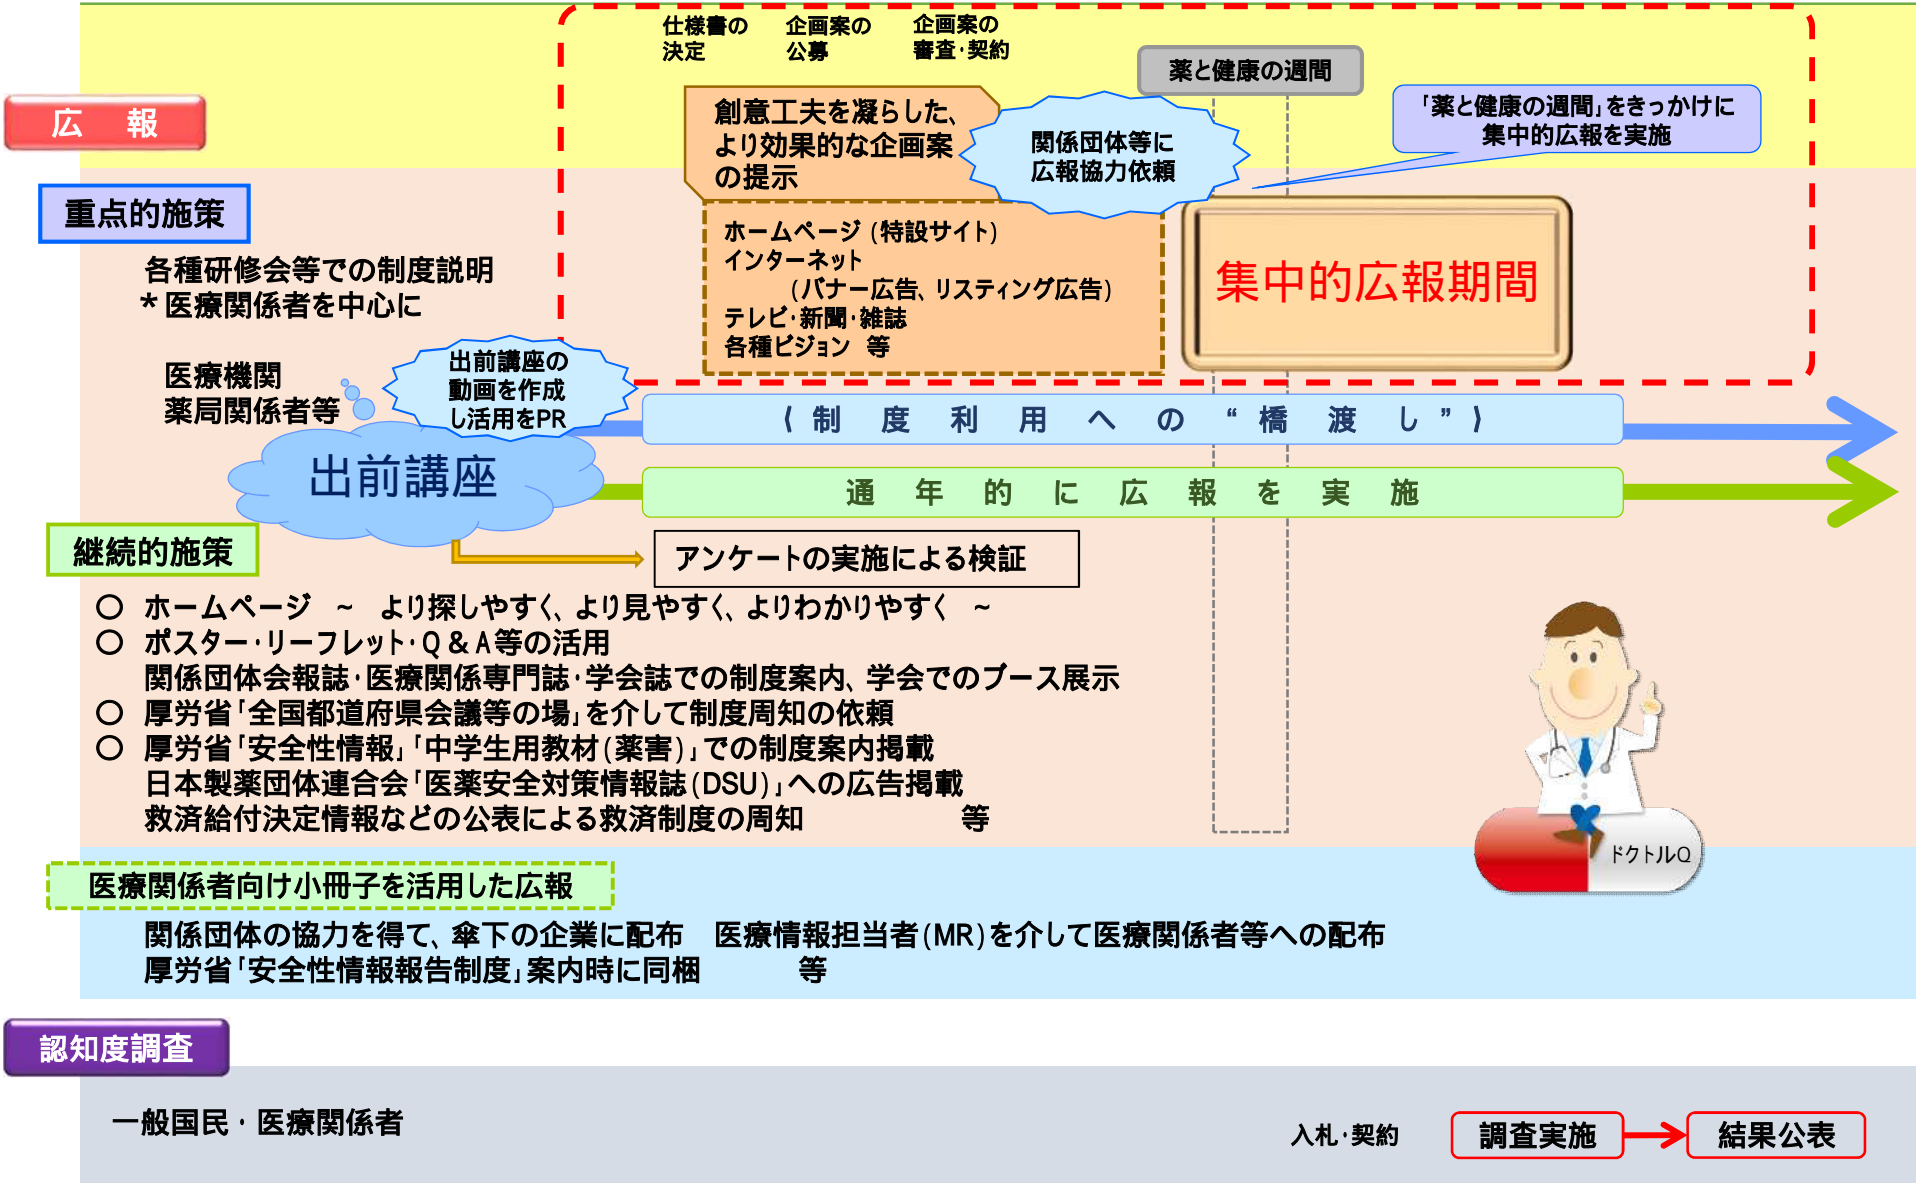 仕様書の
決定
企画案の
公募
企画案の
審査・契約
薬と健康の週間
広　報
創意工夫を凝らした、
より効果的な企画案
の提示
関係団体等に
広報協力依頼
「薬と健康の週間」をきっかけに
集中的広報を実施
重点的施策
各種研修会等での制度説明
*医療関係者を中心に
ホームページ (特設サイト)
インターネット
(バナー広告、リスティング広告)
テレビ・新聞・雑誌
各種ビジョン 等
集中的広報期間
医療機関
薬局関係者等
出前講座の
動画を作成
し活用をPR
出前講座
(制 度 利 用 へ の “橋 渡 し”)
通 年 的 に 広 報 を 実 施
継続的施策
アンケートの実施による検証
○ ホームページ ~ より探しやすく、より見やすく、よりわかりやすく ~
○ ポスター・リーフレット・Q&A等の活用
関係団体会報誌・医療関係専門誌・学会誌での制度案内、学会でのブース展示
○ 厚労省「全国都道府県会議等の場」を介して制度周知の依頼
○ 厚労省「安全性情報」「中学生用教材(薬害)」での制度案内掲載
日本製薬団体連合会「医薬安全対策情報誌(DSU)」への広告掲載
救済給付決定情報などの公表による救済制度の周知 等
ドクトルQ
医療関係者向け小冊子を活用した広報
関係団体の協力を得て、傘下の企業に配布 医療情報担当者(MR)を介して医療関係者等への配布
厚労省「安全性情報報告制度」案内時に同梱 等
認知度調査
一般国民・医療関係者
入札・契約
調査実施
結果公表